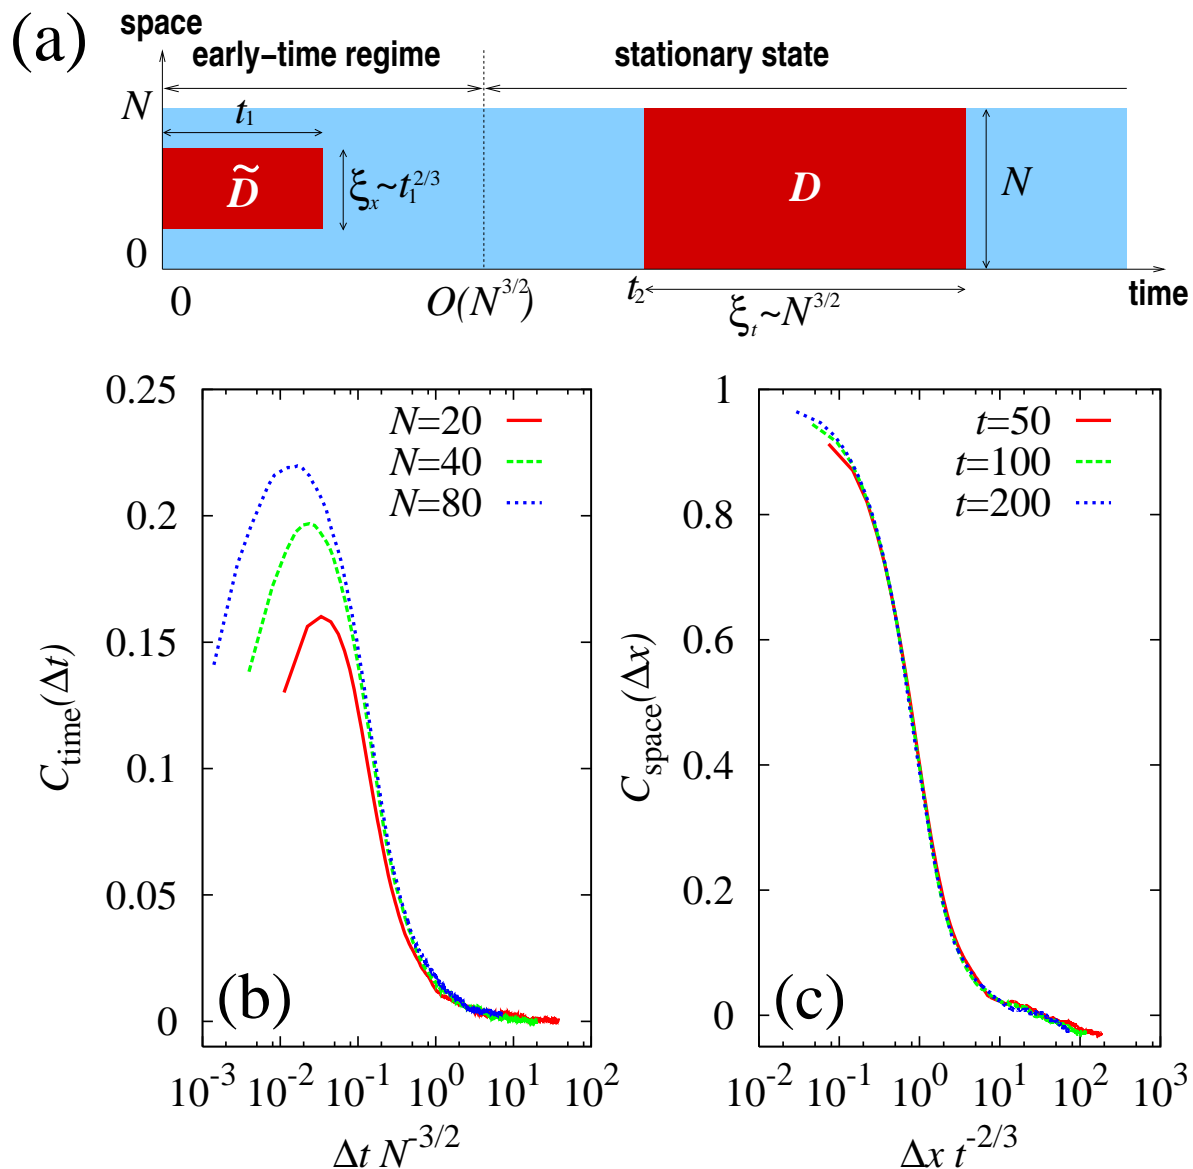 (a)
space
early-time regime
stationary state
N
t₁
D̃
ξₓ~t₁^{2/3}
D
N
0
0
O(N^{3/2})
t₂
ξₜ~N^{3/2}
time
0.25
0.2
0.15
0.1
0.05
0
C_{time}(Δt)
N=20
N=40
N=80
(b)
10^{-3} 10^{-2} 10^{-1} 10^{0} 10^{1} 10^{2}
Δt N^{-3/2}
1
0.8
0.6
0.4
0.2
0
C_{space}(Δx)
t=50
t=100
t=200
(c)
10^{-2} 10^{-1} 10^{0} 10^{1} 10^{2} 10^{3}
Δx t^{-2/3}